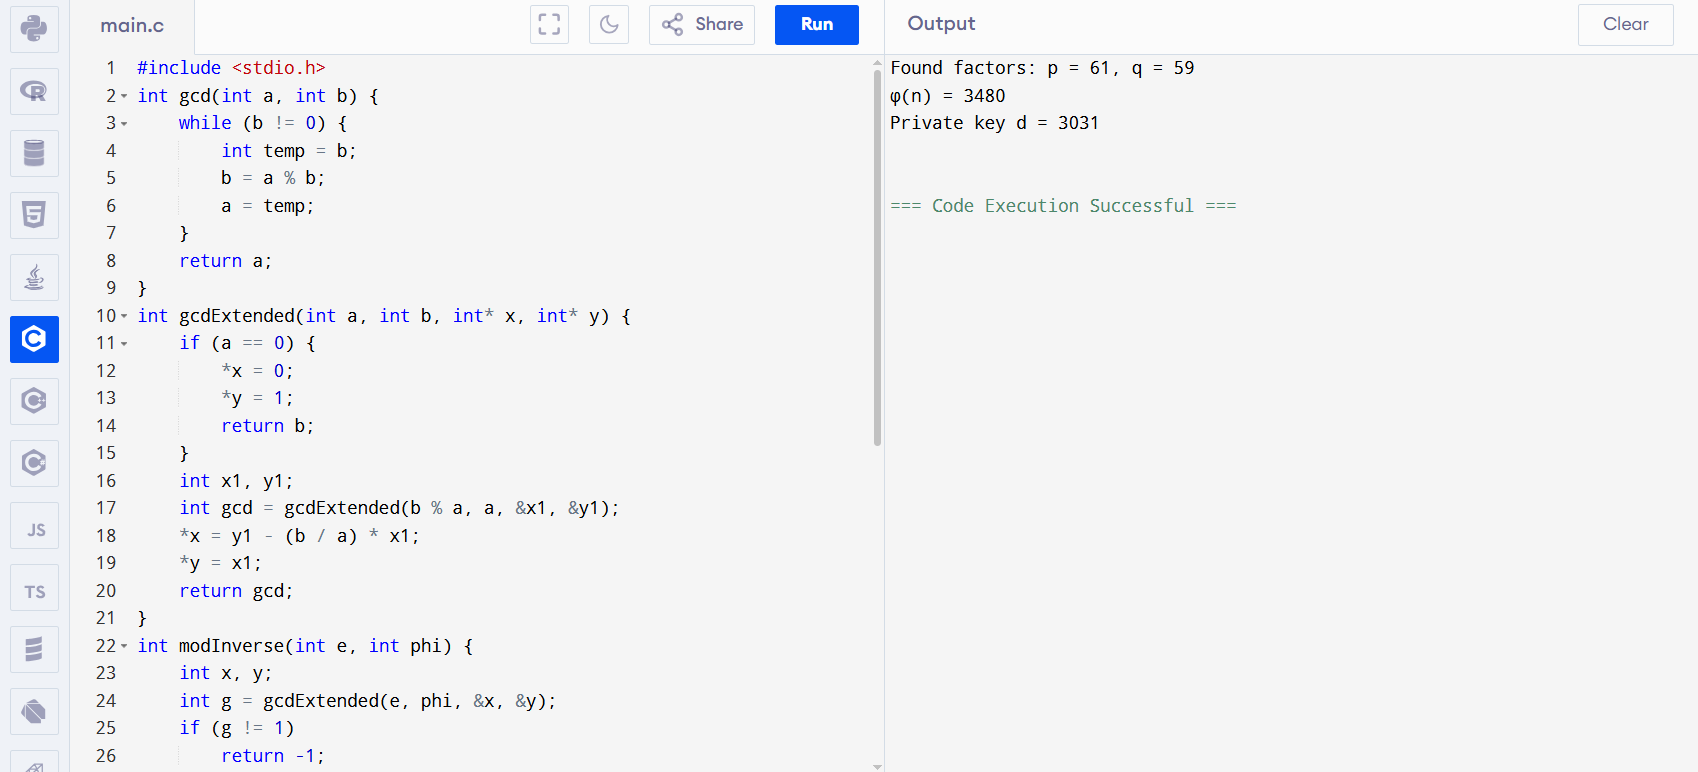 main.c
Share
Run
Output
Clear
1 #include <stdio.h>
2 int gcd(int a, int b) {
3     while (b != 0) {
4         int temp = b;
5         b = a % b;
6         a = temp;
7     }
8     return a;
9 }
10 int gcdExtended(int a, int b, int* x, int* y) {
11     if (a == 0) {
12         *x = 0;
13         *y = 1;
14         return b;
15     }
16     int x1, y1;
17     int gcd = gcdExtended(b % a, a, &x1, &y1);
18     *x = y1 - (b / a) * x1;
19     *y = x1;
20     return gcd;
21 }
22 int modInverse(int e, int phi) {
23     int x, y;
24     int g = gcdExtended(e, phi, &x, &y);
25     if (g != 1)
26         return -1;
Found factors: p = 61, q = 59
φ(n) = 3480
Private key d = 3031
=== Code Execution Successful ===
R
5
C
C
C
JS
TS